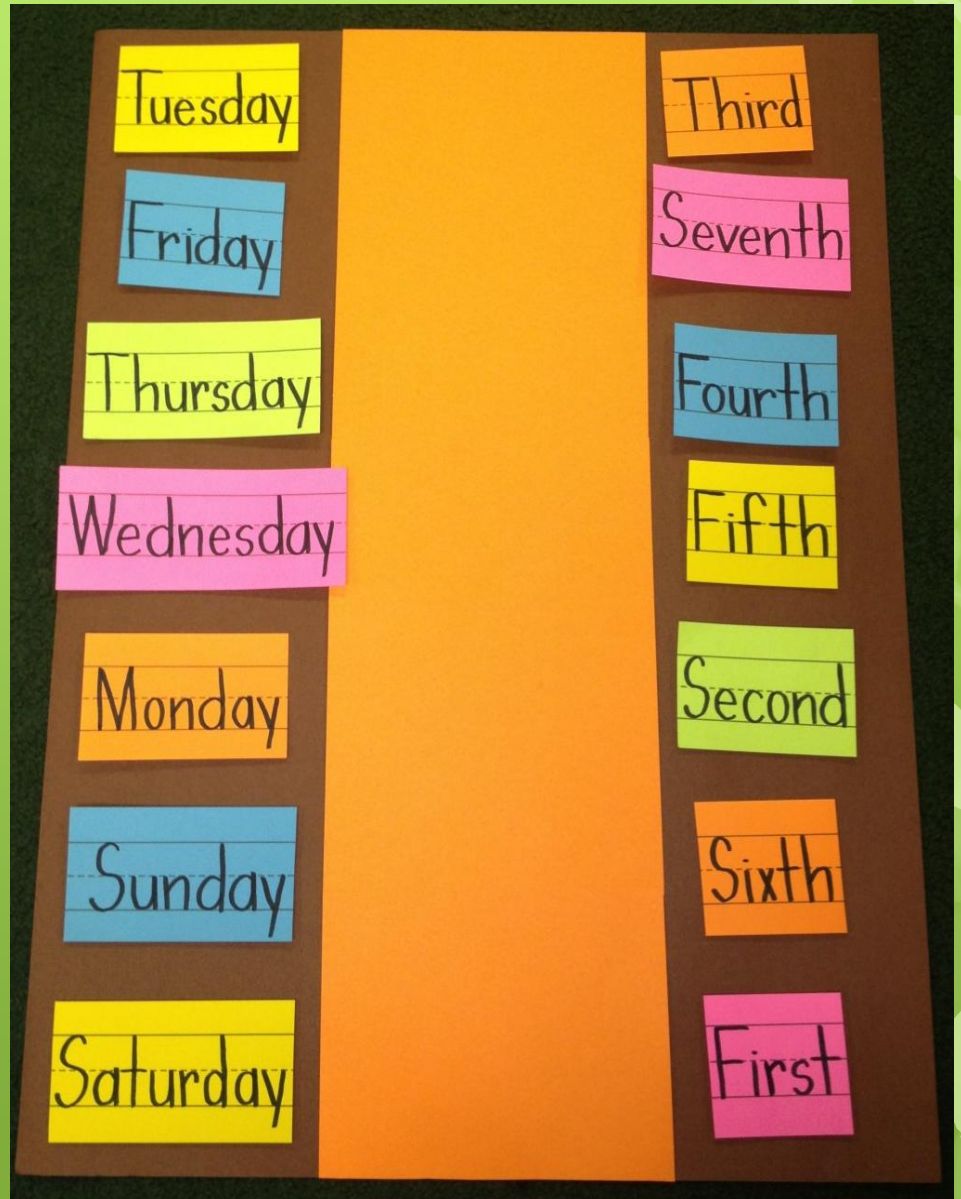 Tuesday
Third
Friday
Seventh
Thursday
Fourth
Wednesday
Fifth
Monday
Second
Sunday
Sixth
Saturday
First